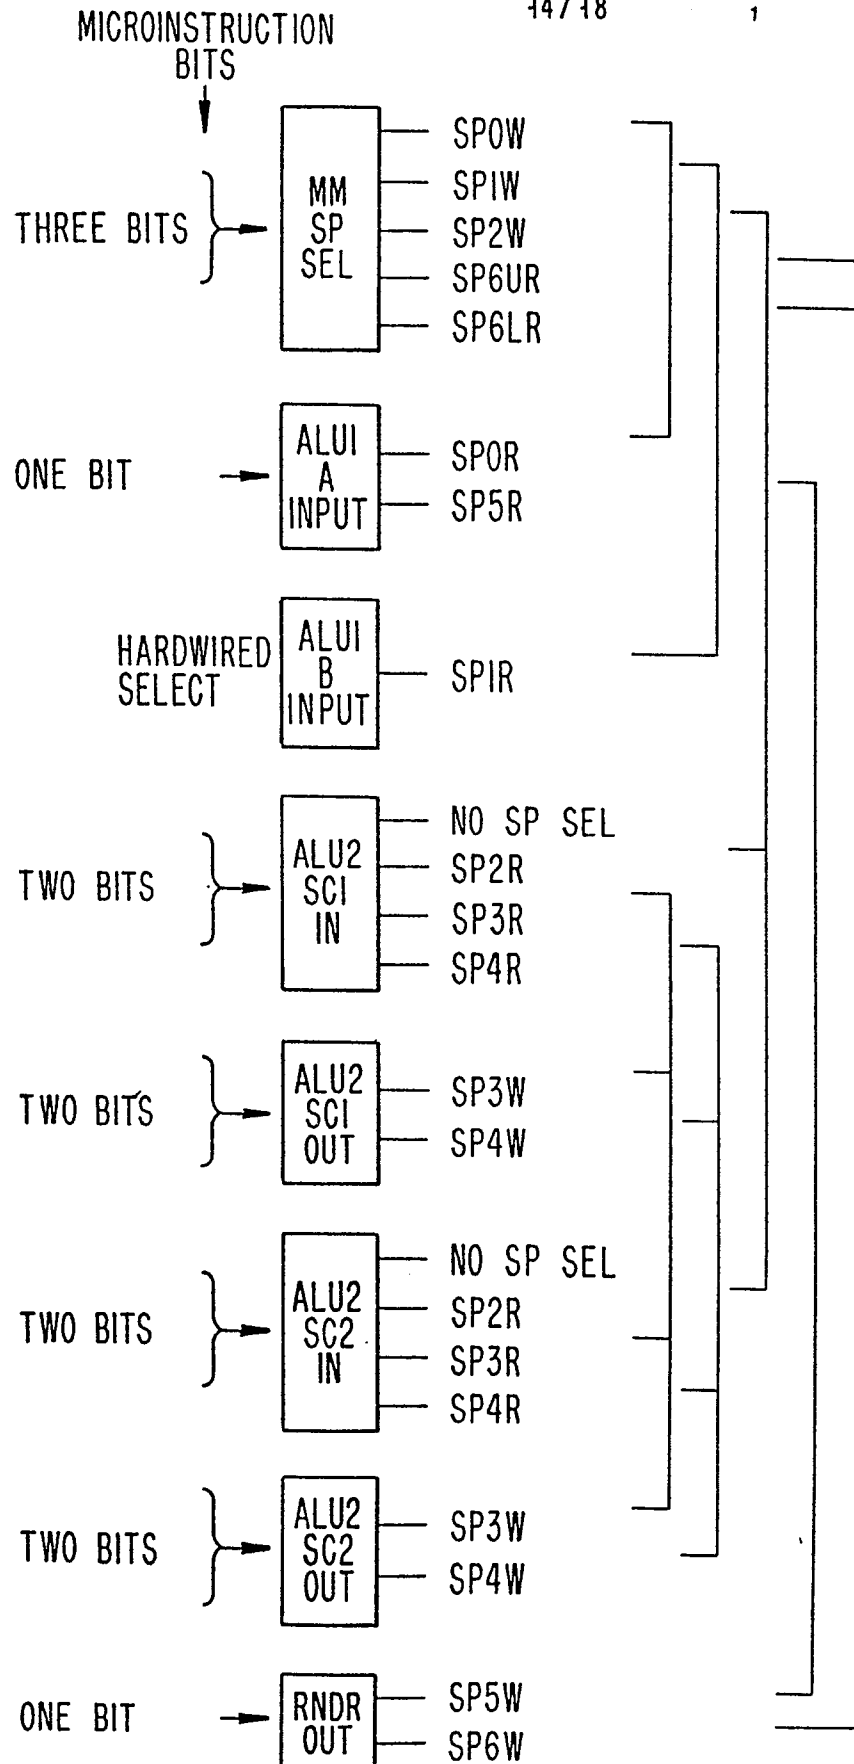 14/18
MICROINSTRUCTION
BITS
THREE BITS
MM
SP
SEL
SP0W
SP1W
SP2W
SP6UR
SP6LR
ONE BIT
ALU1
A
INPUT
SP0R
SP5R
HARDWIRED
SELECT
ALU1
B
INPUT
SP1R
TWO BITS
ALU2
SC1
IN
NO SP SEL
SP2R
SP3R
SP4R
TWO BITS
ALU2
SC1
OUT
SP3W
SP4W
TWO BITS
ALU2
SC2
IN
NO SP SEL
SP2R
SP3R
SP4R
TWO BITS
ALU2
SC2
OUT
SP3W
SP4W
ONE BIT
RNDR
OUT
SP5W
SP6W